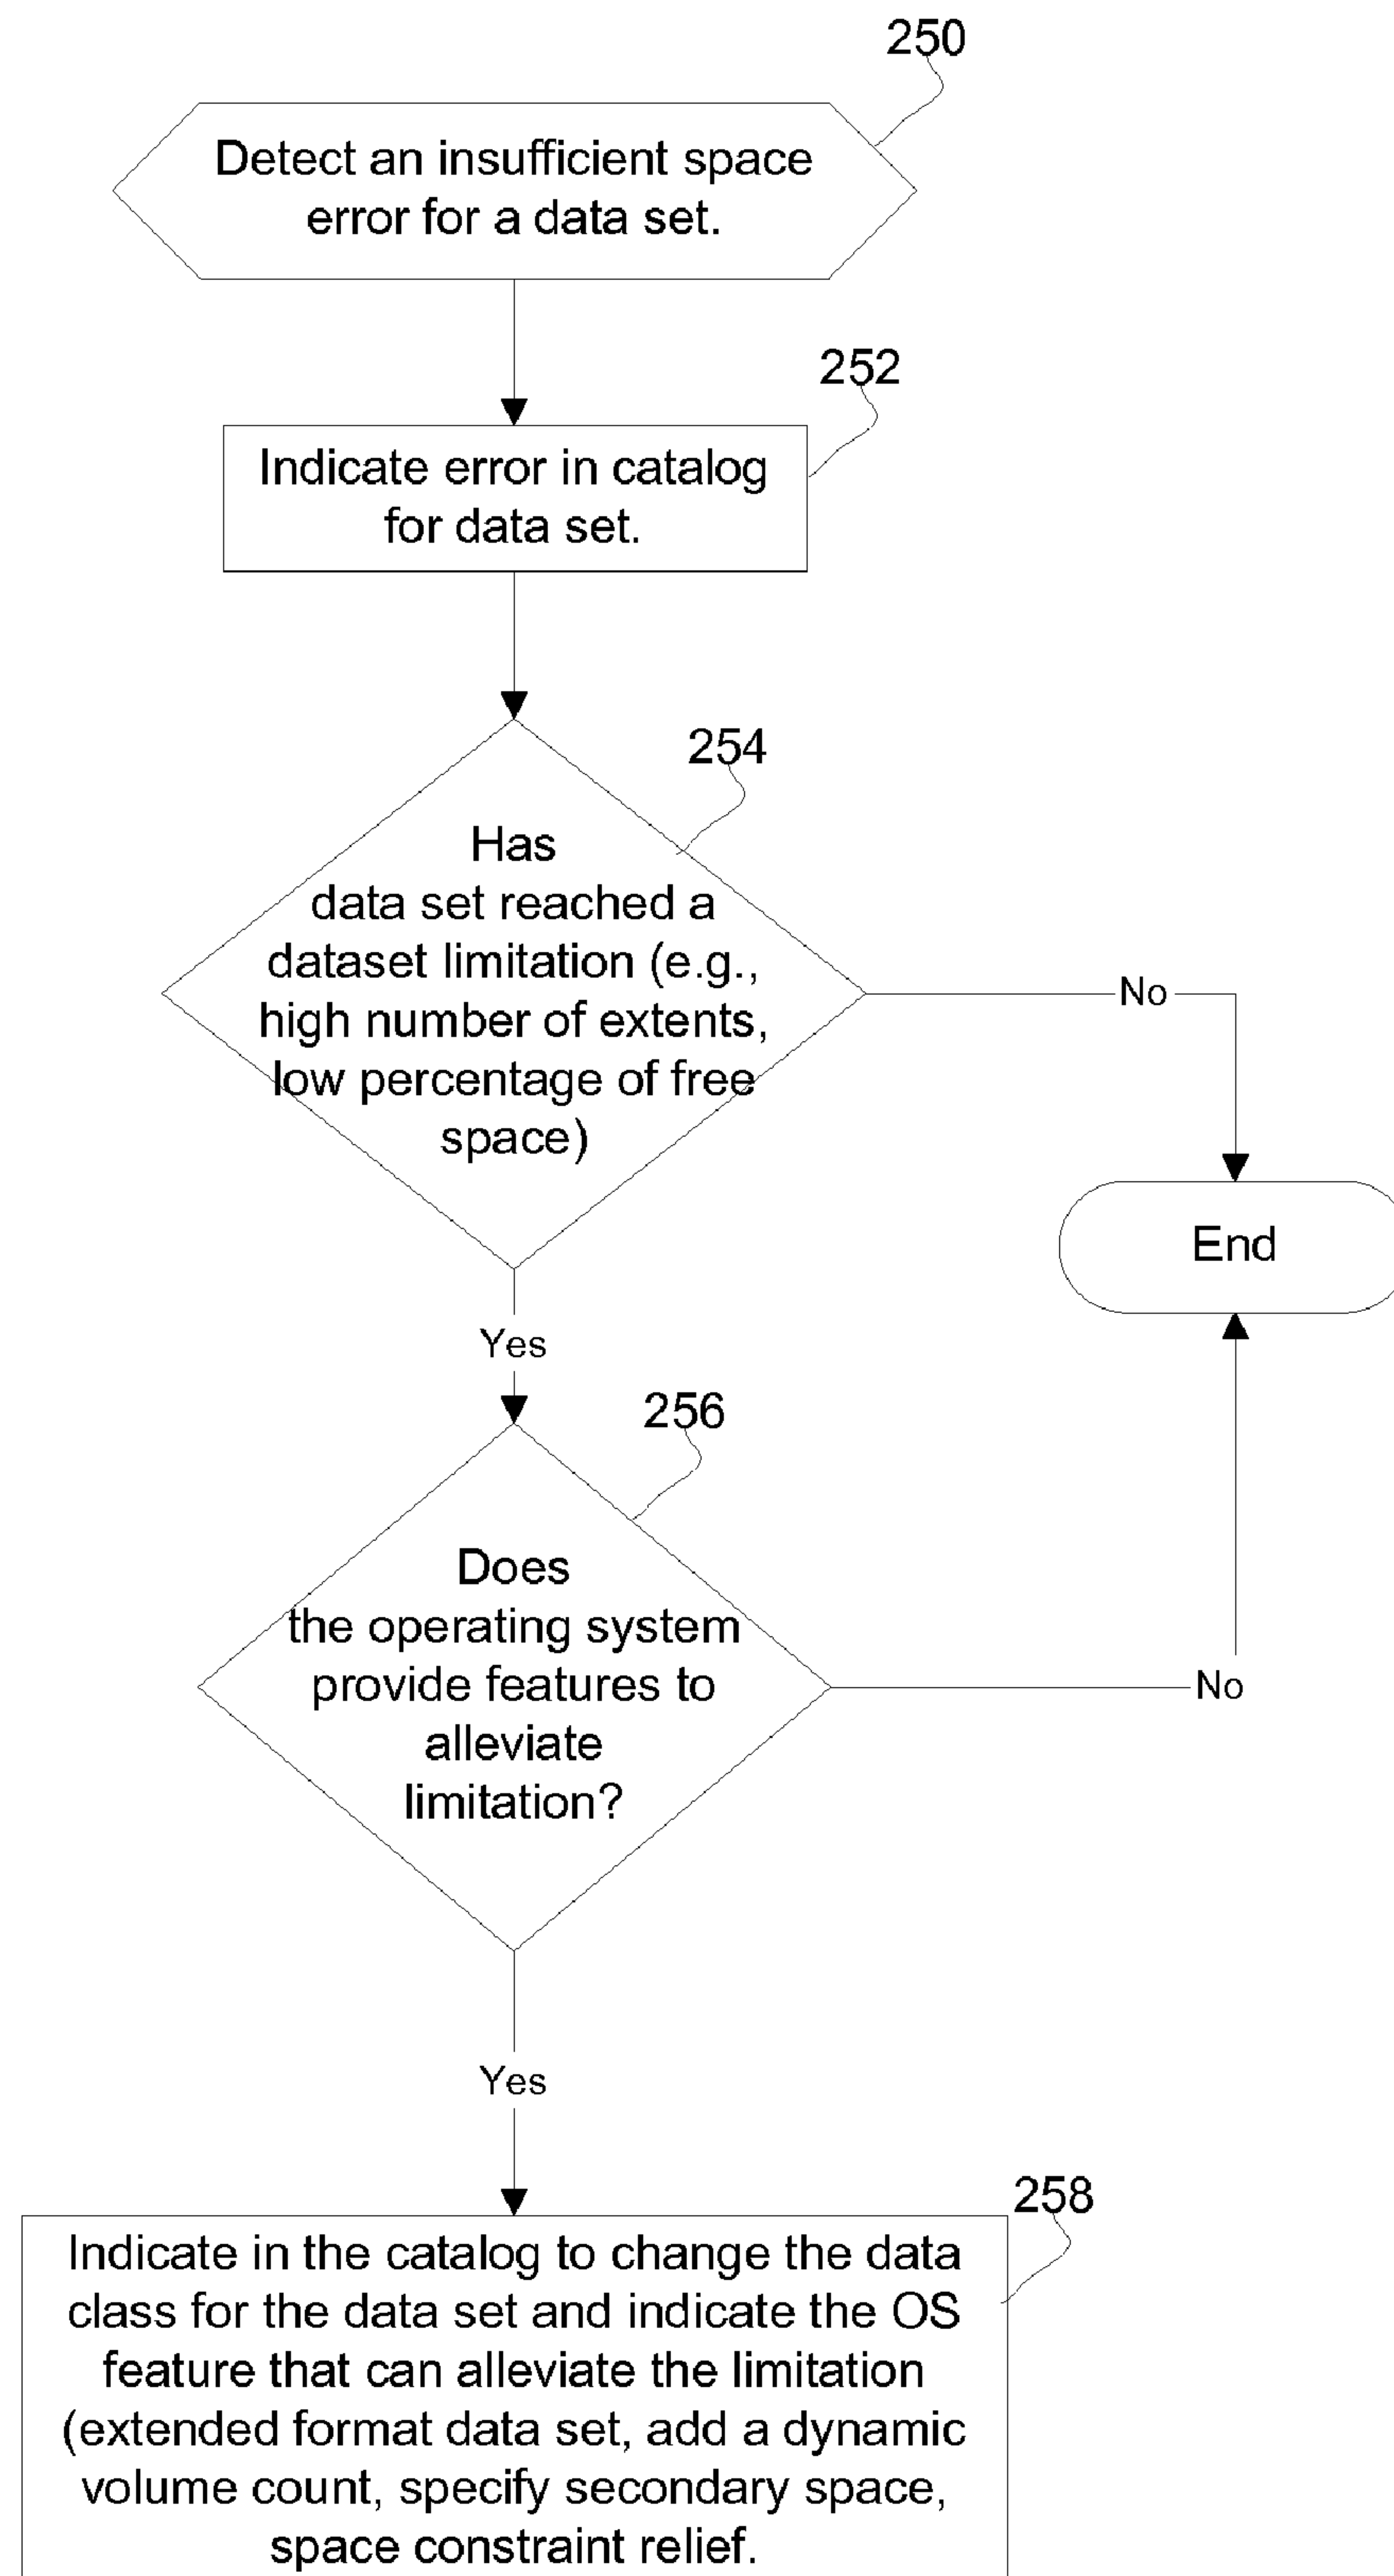 250
Detect an insufficient space
error for a data set.
252
Indicate error in catalog
for data set.
254
Has
data set reached a
dataset limitation (e.g.,
high number of extents,
low percentage of free
space)
No
End
Yes
256
Does
the operating system
provide features to
alleviate
limitation?
No
Yes
258
Indicate in the catalog to change the data
class for the data set and indicate the OS
feature that can alleviate the limitation
(extended format data set, add a dynamic
volume count, specify secondary space,
space constraint relief.